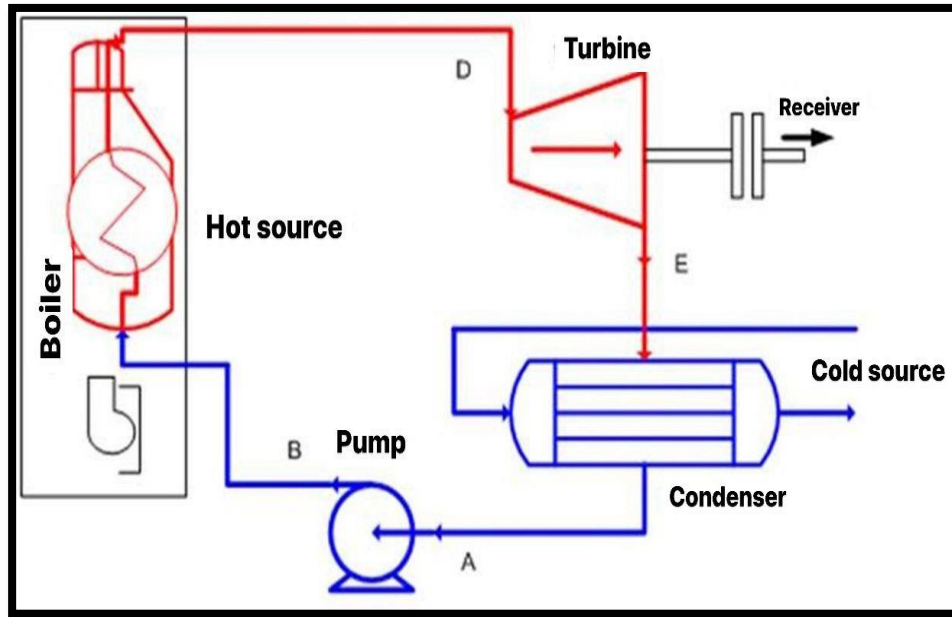 Turbine
D
Receiver
Hot source
Boiler
E
Cold source
Pump
B
Condenser
A